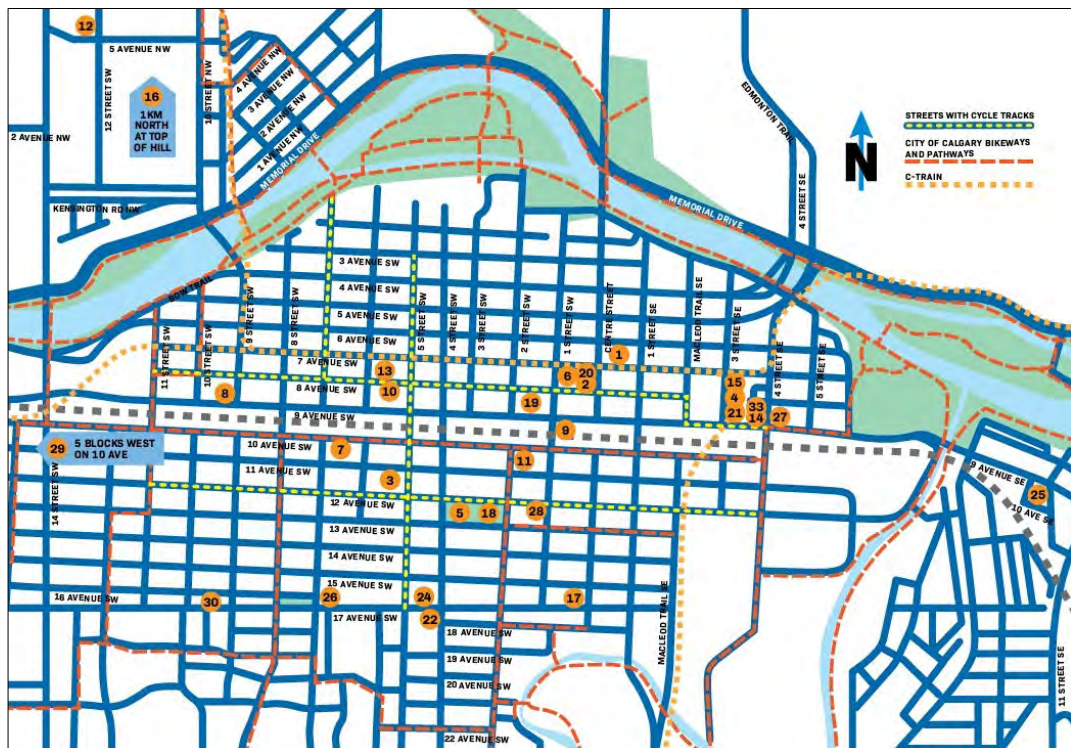 12
5 AVENUE NW
12 STREET SW
10 STREET NW
4 AVENUE NW
3 AVENUE NW
2 AVENUE NW
1 AVENUE NW
MEMORIAL DRIVE
16
1KM
NORTH
AT TOP
OF HILL
2 AVENUE NW
KENSINGTON RD NW
EDMONTON TRAIL
4 STREET SE
MEMORIAL DRIVE
N
STREETS WITH CYCLE TRACKS
CITY OF CALGARY BIKEWAYS
AND PATHWAYS
C-TRAIN
BOW TRAIL
3 AVENUE SW
4 AVENUE SW
5 AVENUE SW
6 AVENUE SW
7 AVENUE SW
8 AVENUE SW
9 AVENUE SW
11 STREET SW
10 STREET SW
9 STREET SW
8 STREET SW
5 STREET SW
4 STREET SW
3 STREET SW
2 STREET SW
1 STREET SW
CENTRE STREET
1 STREET SE
MACLEOD TRAIL SE
3 STREET SE
4 STREET SE
5 STREET SE
1
13
10
8
6
20
2
19
15
4
21
33
14
27
9
29
5 BLOCKS WEST
ON 10 AVE
14 STREET SW
10 AVENUE SW
11 AVENUE SW
7
3
11
12 AVENUE SW
5
18
28
13 AVENUE SW
14 AVENUE SW
15 AVENUE SW
16 AVENUE SW
30
26
24
17
17 AVENUE SW
22
18 AVENUE SW
19 AVENUE SW
20 AVENUE SW
22 AVENUE SW
MACLEOD TRAIL SE
9 AVENUE SE
25
10 AVE SE
11 STREET SE